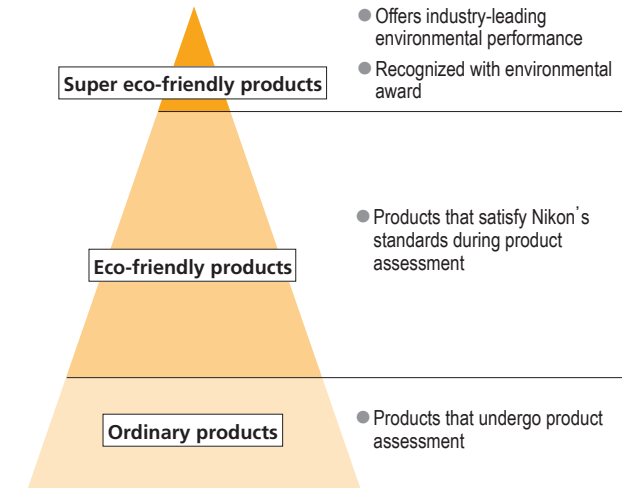 ● Offers industry-leading
environmental performance
● Recognized with environmental
award
Super eco-friendly products
● Products that satisfy Nikon’s
standards during product
assessment
Eco-friendly products
● Products that undergo product
assessment
Ordinary products